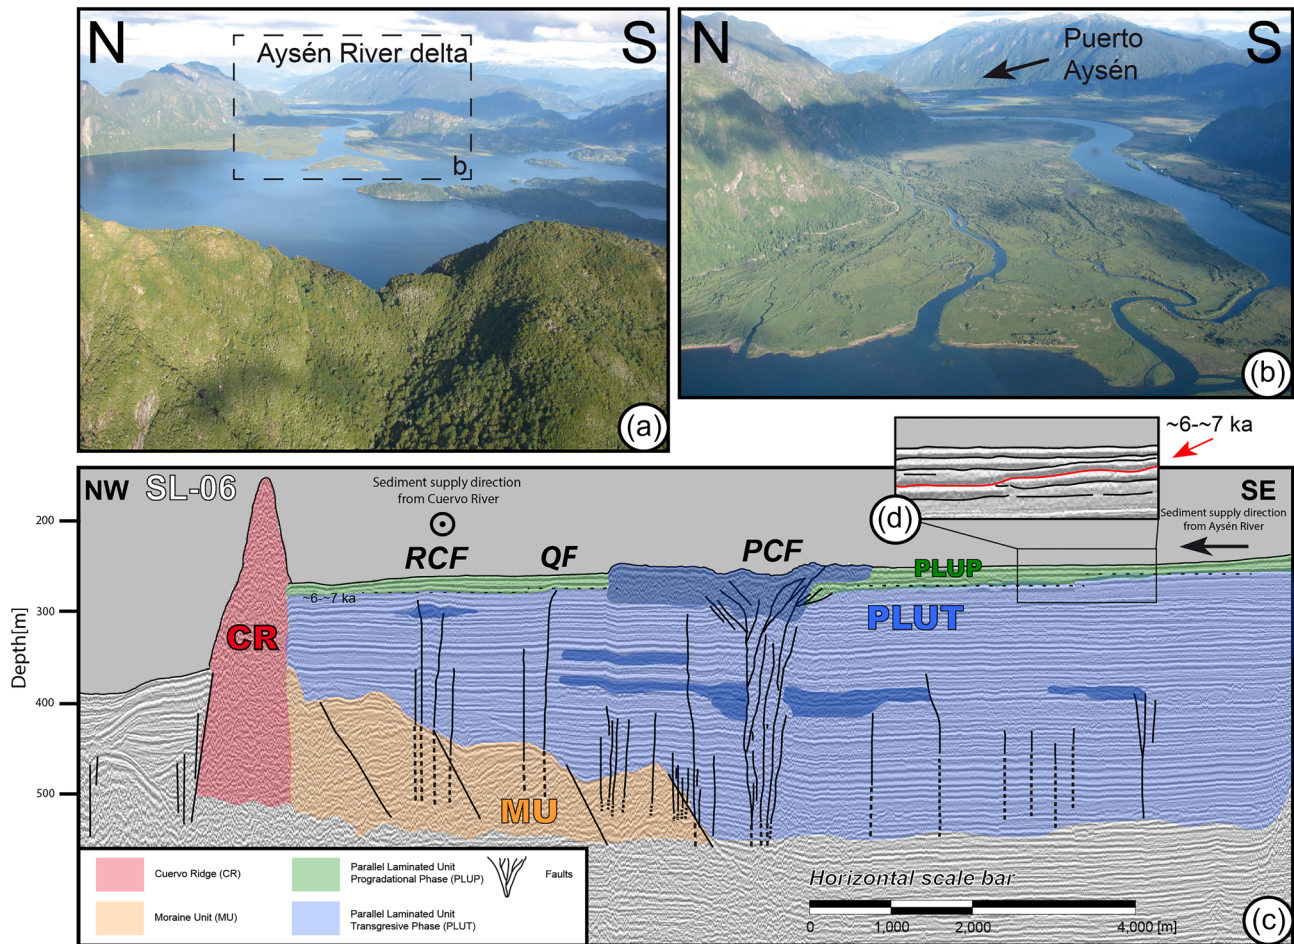 N
Aysén River delta
S
b
(a)
N
Puerto
Aysén
S
(b)
~6-~7 ka
(d)
NW SL-06
Sediment supply direction
from Cuervo River
SE
Sediment supply direction
from Aysén River
RCF
QF
PCF
PLUP
~6-~7 ka
PLUT
CR
MU
Depth[m]
200
300
400
500
Cuervo Ridge (CR)
Moraine Unit (MU)
Parallel Laminated Unit
Progradational Phase (PLUP)
Parallel Laminated Unit
Transgresive Phase (PLUT)
Faults
Horizontal scale bar
0 1,000 2,000 4,000 [m]
(c)